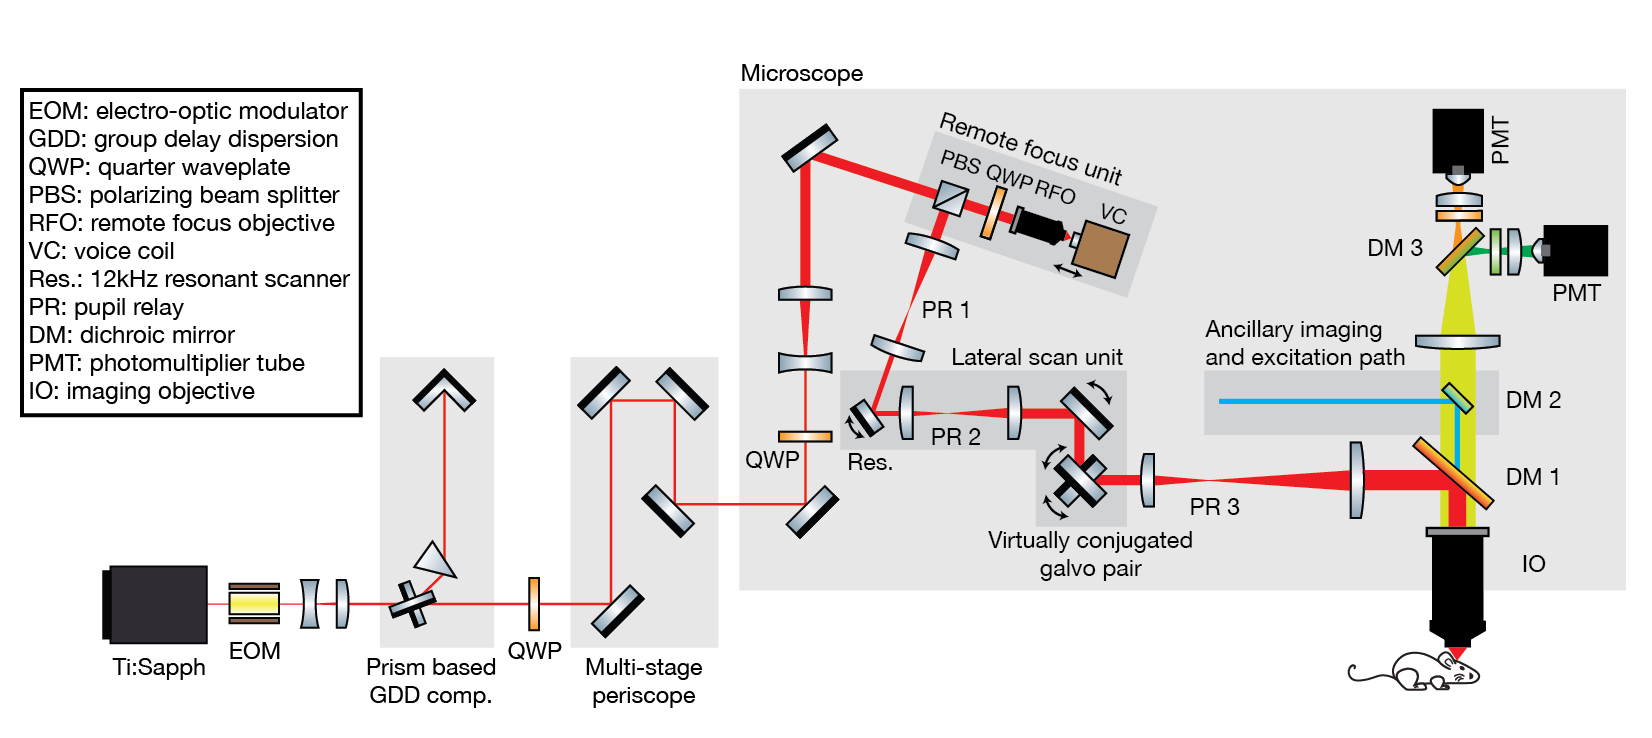 Microscope
EOM: electro-optic modulator
GDD: group delay dispersion
QWP: quarter waveplate
PBS: polarizing beam splitter
RFO: remote focus objective
VC: voice coil
Res.: 12kHz resonant scanner
PR: pupil relay
DM: dichroic mirror
PMT: photomultiplier tube
IO: imaging objective
Remote focus unit
PBS
QWP
RFO
VC
PMT
DM 3
PMT
PR 1
Ancillary imaging
and excitation path
Lateral scan unit
DM 2
PR 2
QWP
Res.
DM 1
PR 3
Virtually conjugated
galvo pair
IO
EOM
QWP
Ti:Sapph
Prism based
GDD comp.
Multi-stage
periscope